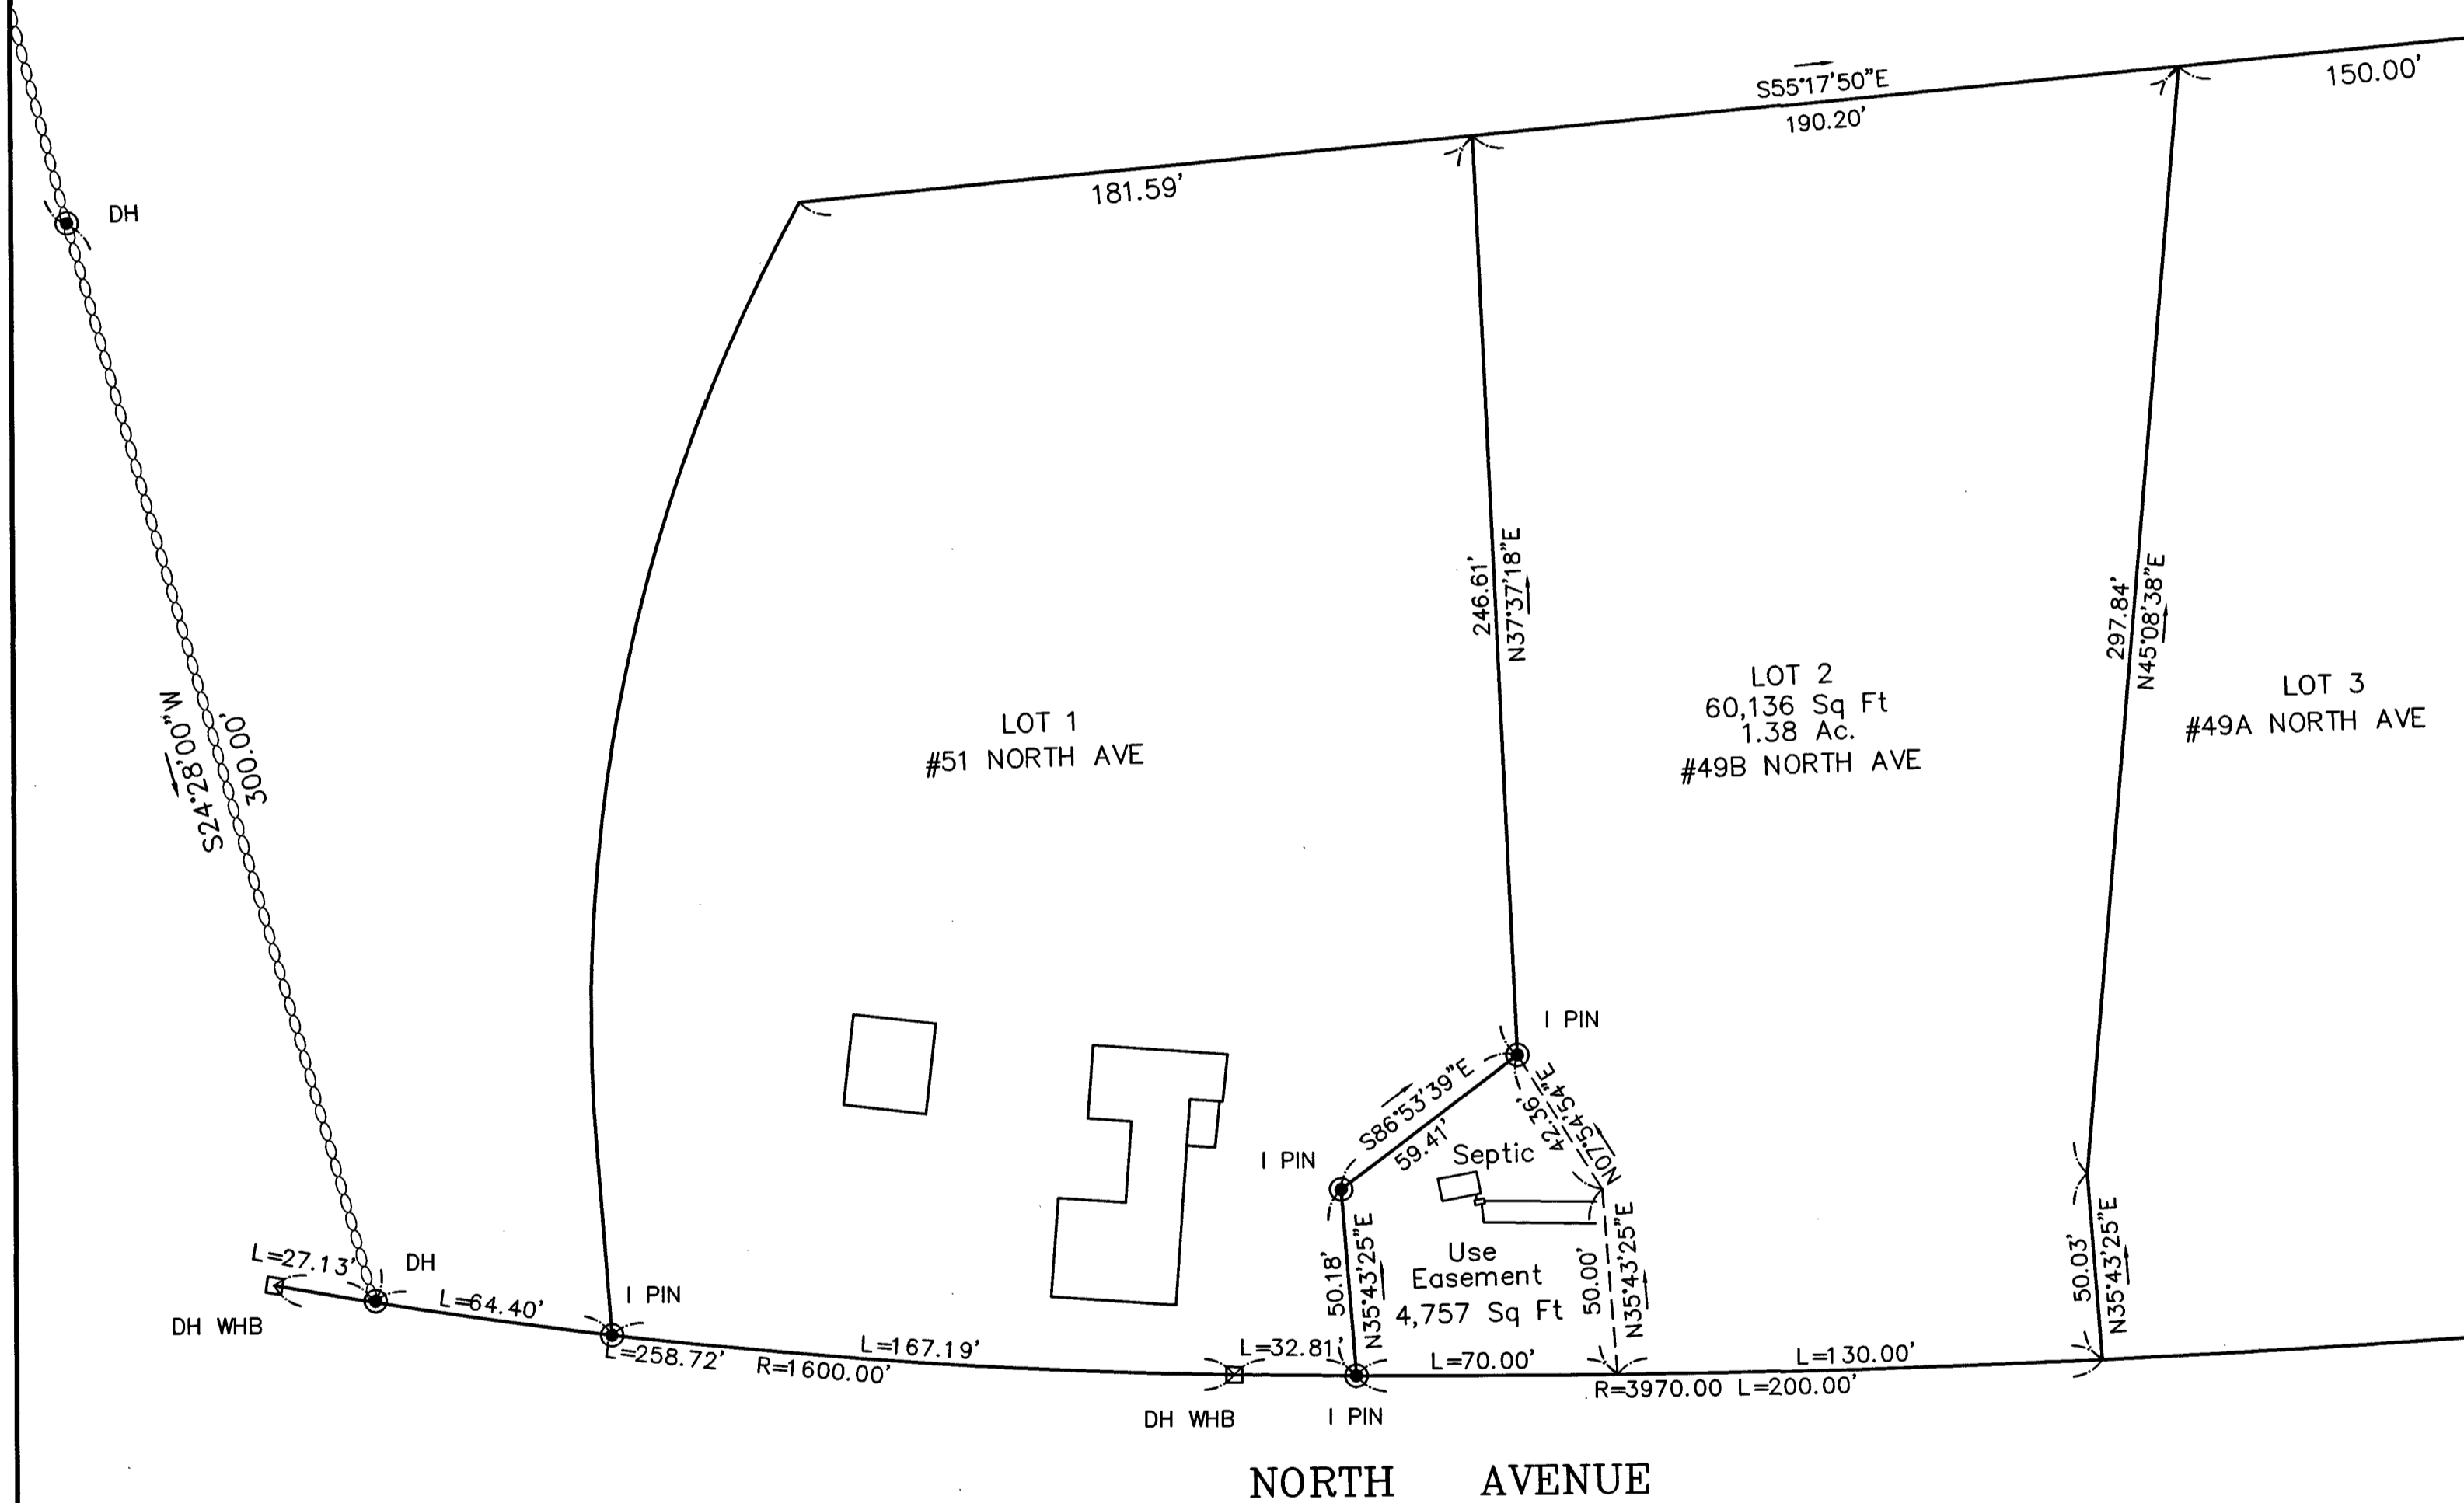 S55°17'50"E
190.20'
150.00'
181.59'
DH
246.61'
N37°37'18"E
297.84'
N45°08'38"E
S24°28'00"W
300.00'
LOT 1
#51 NORTH AVE
LOT 2
60,136 Sq Ft
1.38 Ac.
#49B NORTH AVE
LOT 3
#49A NORTH AVE
I PIN
S86°53'39"E
59.41'
42.36'
N07°54'54"E
I PIN
Septic
Use
Easement
4,757 Sq Ft
50.18'
N35°43'25"E
50.00'
N35°43'25"E
50.03'
N35°43'25"E
L=27.13'
DH
L=64.40'
I PIN
DH WHB
L=258.72'
R=1600.00'
L=167.19'
L=32.81'
L=70.00'
L=130.00'
R=3970.00 L=200.00'
DH WHB
I PIN
NORTH AVENUE